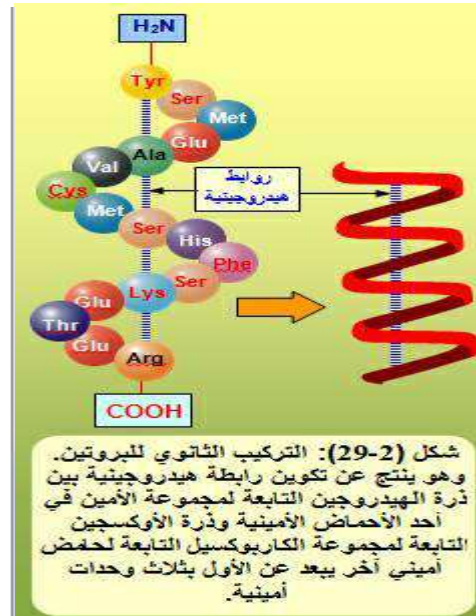 H₂N
Tyr
Ser
Met
Glu
Ala
Val
Cys
Met
Ser
His
Phe
Ser
Lys
Glu
Thr
Glu
Arg
COOH
روابط
هيدروجينية
شكل (2-29): التركيب الثانوي للبروتين.
وهو ينتج عن تكوين رابطة هيدروجينية بين
ذرة الهيدروجين التابعة لمجموعة الأمين في
أحد الأحماض الأمينية وذرة الأوكسجين
التابعة لمجموعة الكاربوكسيل التابعة لحامض
أميني آخر يبعد عن الأول بثلاث وحدات
أمينية.